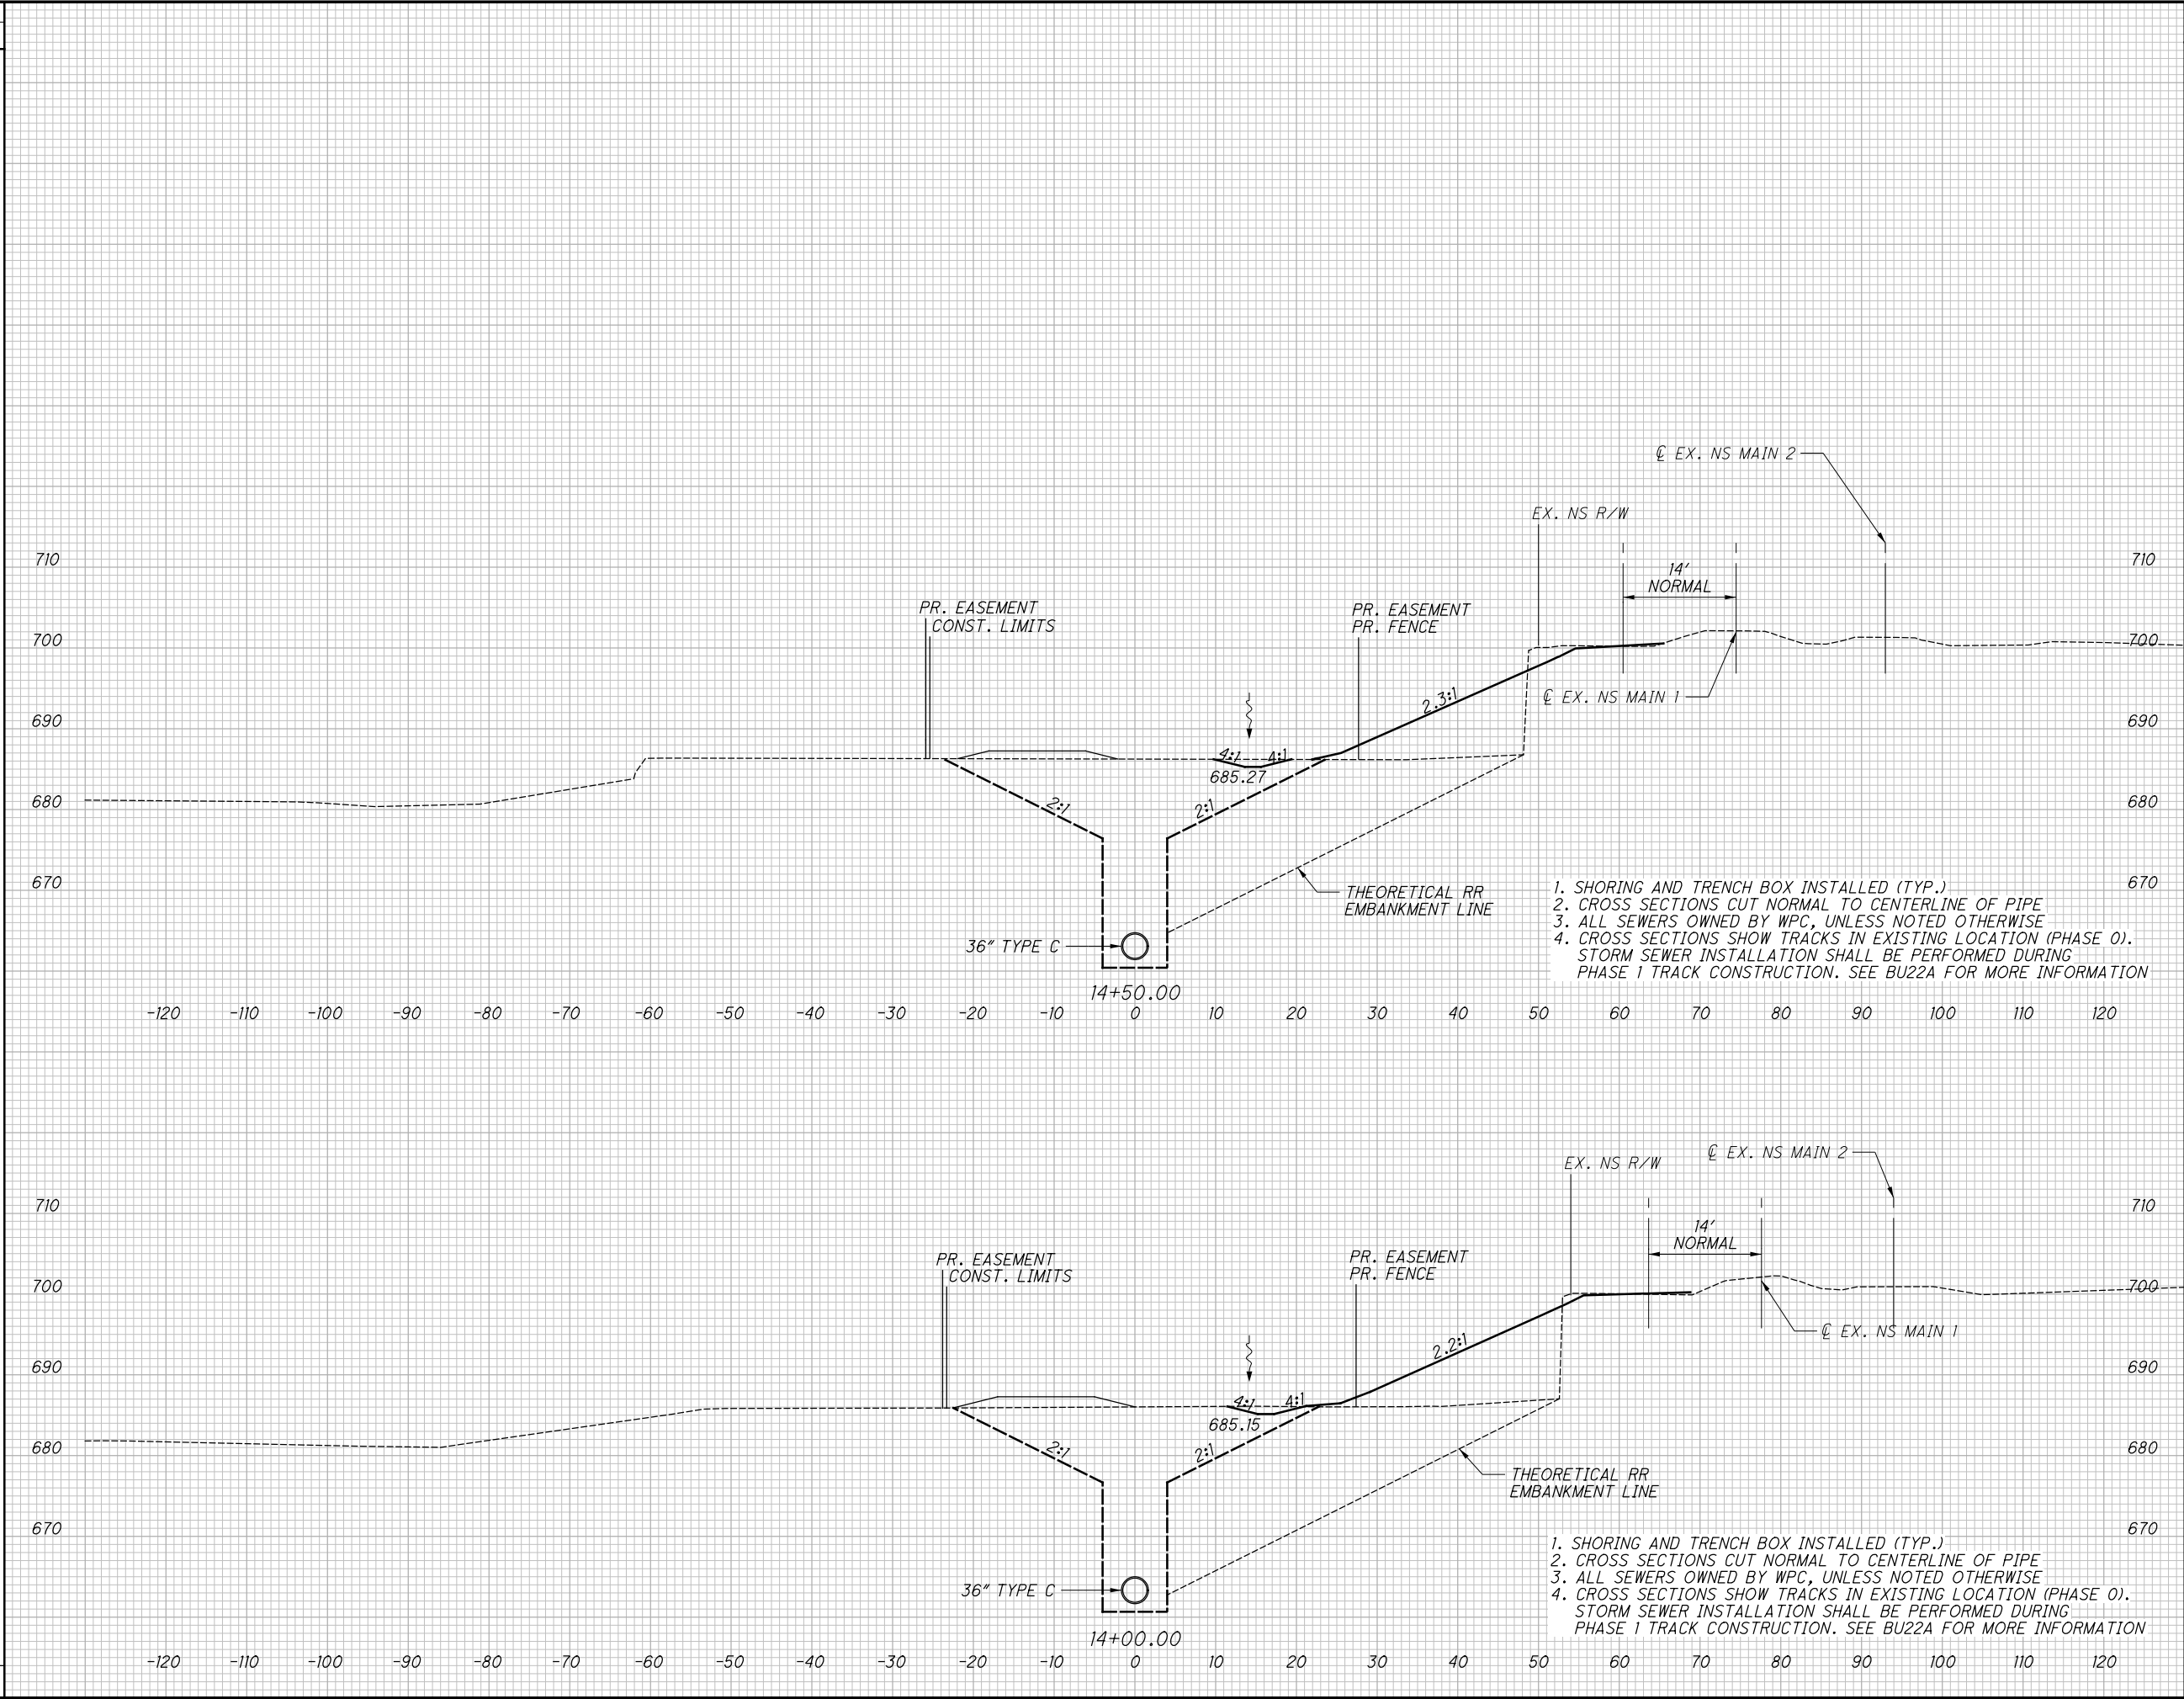 ℄ EX. NS MAIN 2
EX. NS R/W
710
710
14'
NORMAL
PR. EASEMENT
CONST. LIMITS
PR. EASEMENT
PR. FENCE
700
700
℄ EX. NS MAIN 1
2.3:1
690
690
4:1
4:1
685.27
680
2:1
2:1
680
670
670
THEORETICAL RR
EMBANKMENT LINE
1. SHORING AND TRENCH BOX INSTALLED (TYP.)
2. CROSS SECTIONS CUT NORMAL TO CENTERLINE OF PIPE
3. ALL SEWERS OWNED BY WPC, UNLESS NOTED OTHERWISE
4. CROSS SECTIONS SHOW TRACKS IN EXISTING LOCATION (PHASE 0).
STORM SEWER INSTALLATION SHALL BE PERFORMED DURING
PHASE 1 TRACK CONSTRUCTION. SEE BU22A FOR MORE INFORMATION
36" TYPE C
14+50.00
-120 -110 -100 -90 -80 -70 -60 -50 -40 -30 -20 -10 0 10 20 30 40 50 60 70 80 90 100 110 120
℄ EX. NS MAIN 2
EX. NS R/W
710
710
14'
NORMAL
PR. EASEMENT
CONST. LIMITS
PR. EASEMENT
PR. FENCE
700
700
℄ EX. NS MAIN 1
2.2:1
690
690
4:1
4:1
685.15
680
2:1
2:1
680
THEORETICAL RR
EMBANKMENT LINE
670
670
1. SHORING AND TRENCH BOX INSTALLED (TYP.)
2. CROSS SECTIONS CUT NORMAL TO CENTERLINE OF PIPE
3. ALL SEWERS OWNED BY WPC, UNLESS NOTED OTHERWISE
4. CROSS SECTIONS SHOW TRACKS IN EXISTING LOCATION (PHASE 0).
STORM SEWER INSTALLATION SHALL BE PERFORMED DURING
PHASE 1 TRACK CONSTRUCTION. SEE BU22A FOR MORE INFORMATION
36" TYPE C
14+00.00
-120 -110 -100 -90 -80 -70 -60 -50 -40 -30 -20 -10 0 10 20 30 40 50 60 70 80 90 100 110 120